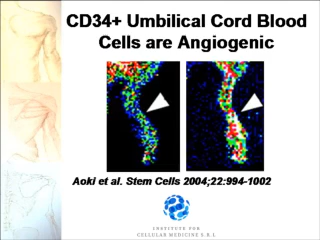 CD34+ Umbilical Cord Blood
Cells are Angiogenic
Aoki et al. Stem Cells 2004;22:994-1002
INSTITUTE FOR
CELLULAR MEDICINE S.R.L